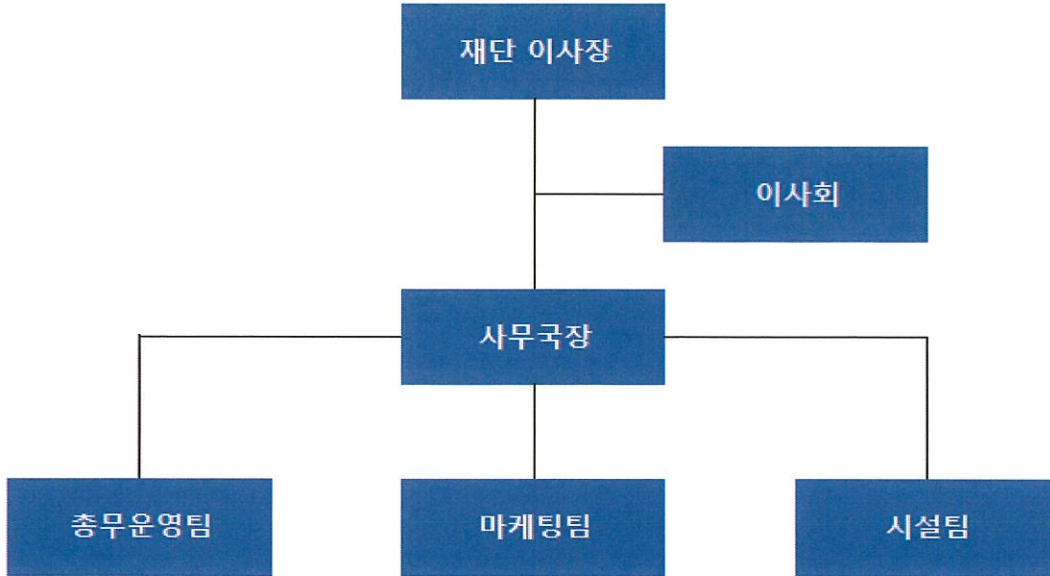 재단 이사장
이사회
사무국장
총무운영팀
마케팅팀
시설팀